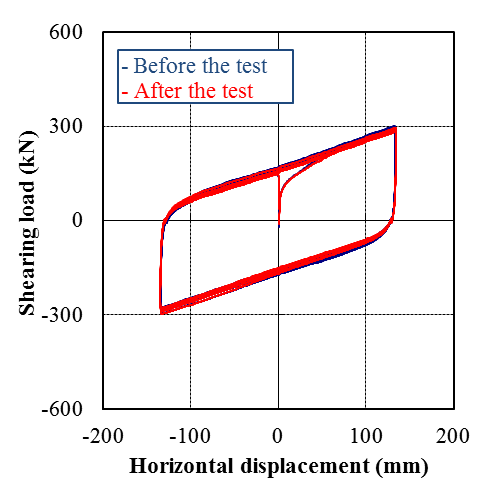 600
- Before the test
- After the test
300
0
-300
-600
Shearing load (kN)
-200 -100 0 100 200
Horizontal displacement (mm)